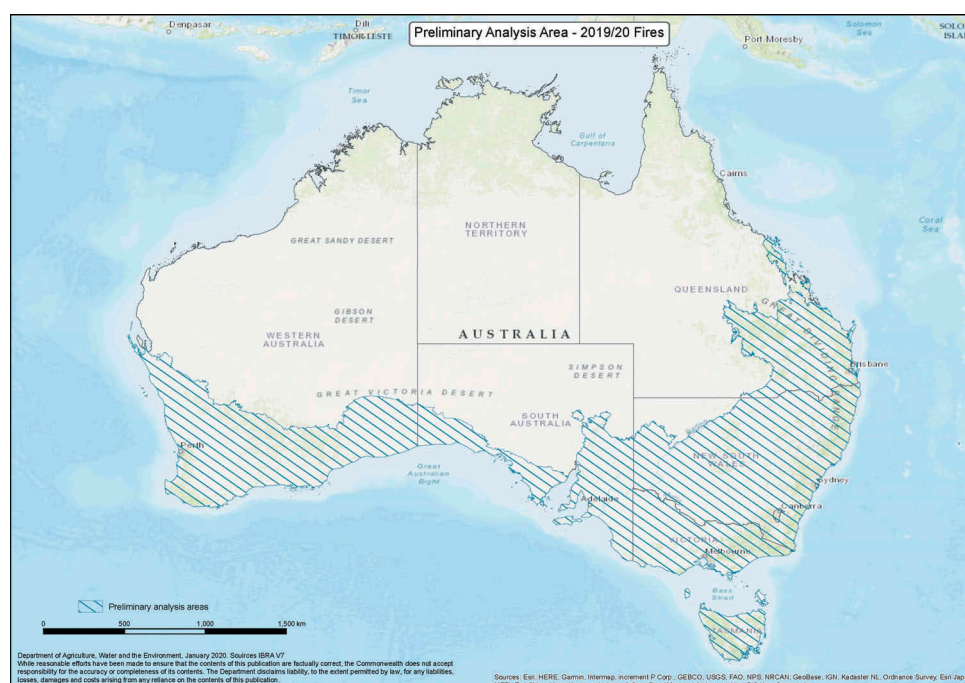 Preliminary Analysis Area - 2019/20 Fires
Denpasar
Dili
TIMOR-LESTE
Port Moresby
Solomon
Sea
SOLO
ISLA
Timor
Sea
Gulf of
Carpentaria
Cairns
Coral
Sea
NORTHERN
TERRITORY
GREAT SANDY DESERT
QUEENSLAND
GREAT DIVIDING RANGE
GIBSON
DESERT
WESTERN
AUSTRALIA
AUSTRALIA
SIMPSON
DESERT
Brisbane
GREAT VICTORIA DESERT
SOUTH
AUSTRALIA
Perth
NEW SOUTH
WALES
Great
Australian
Bight
Sydney
Adelaide
Canberra
VICTORIA
Melbourne
Bass
Strait
TASMANIA
Preliminary analysis areas
0 500 1,000 1,500 km
Department of Agriculture, Water and the Environment, January 2020. Sources IBRA V7
While reasonable efforts have been made to ensure that the contents of this publication are factually correct, the Commonwealth does not accept
responsibility for the accuracy or completeness of its contents. The Department disclaims liability, to the extent permitted by law, for any liabilities,
losses, damages and costs arising from any reliance on the contents of this publication.
Sources: Esri, HERE, Garmin, Intermap, increment P Corp., GEBCO, USGS, FAO, NPS, NRCAN, GeoBase, IGN, Kadaster NL, Ordnance Survey, Esri Jap